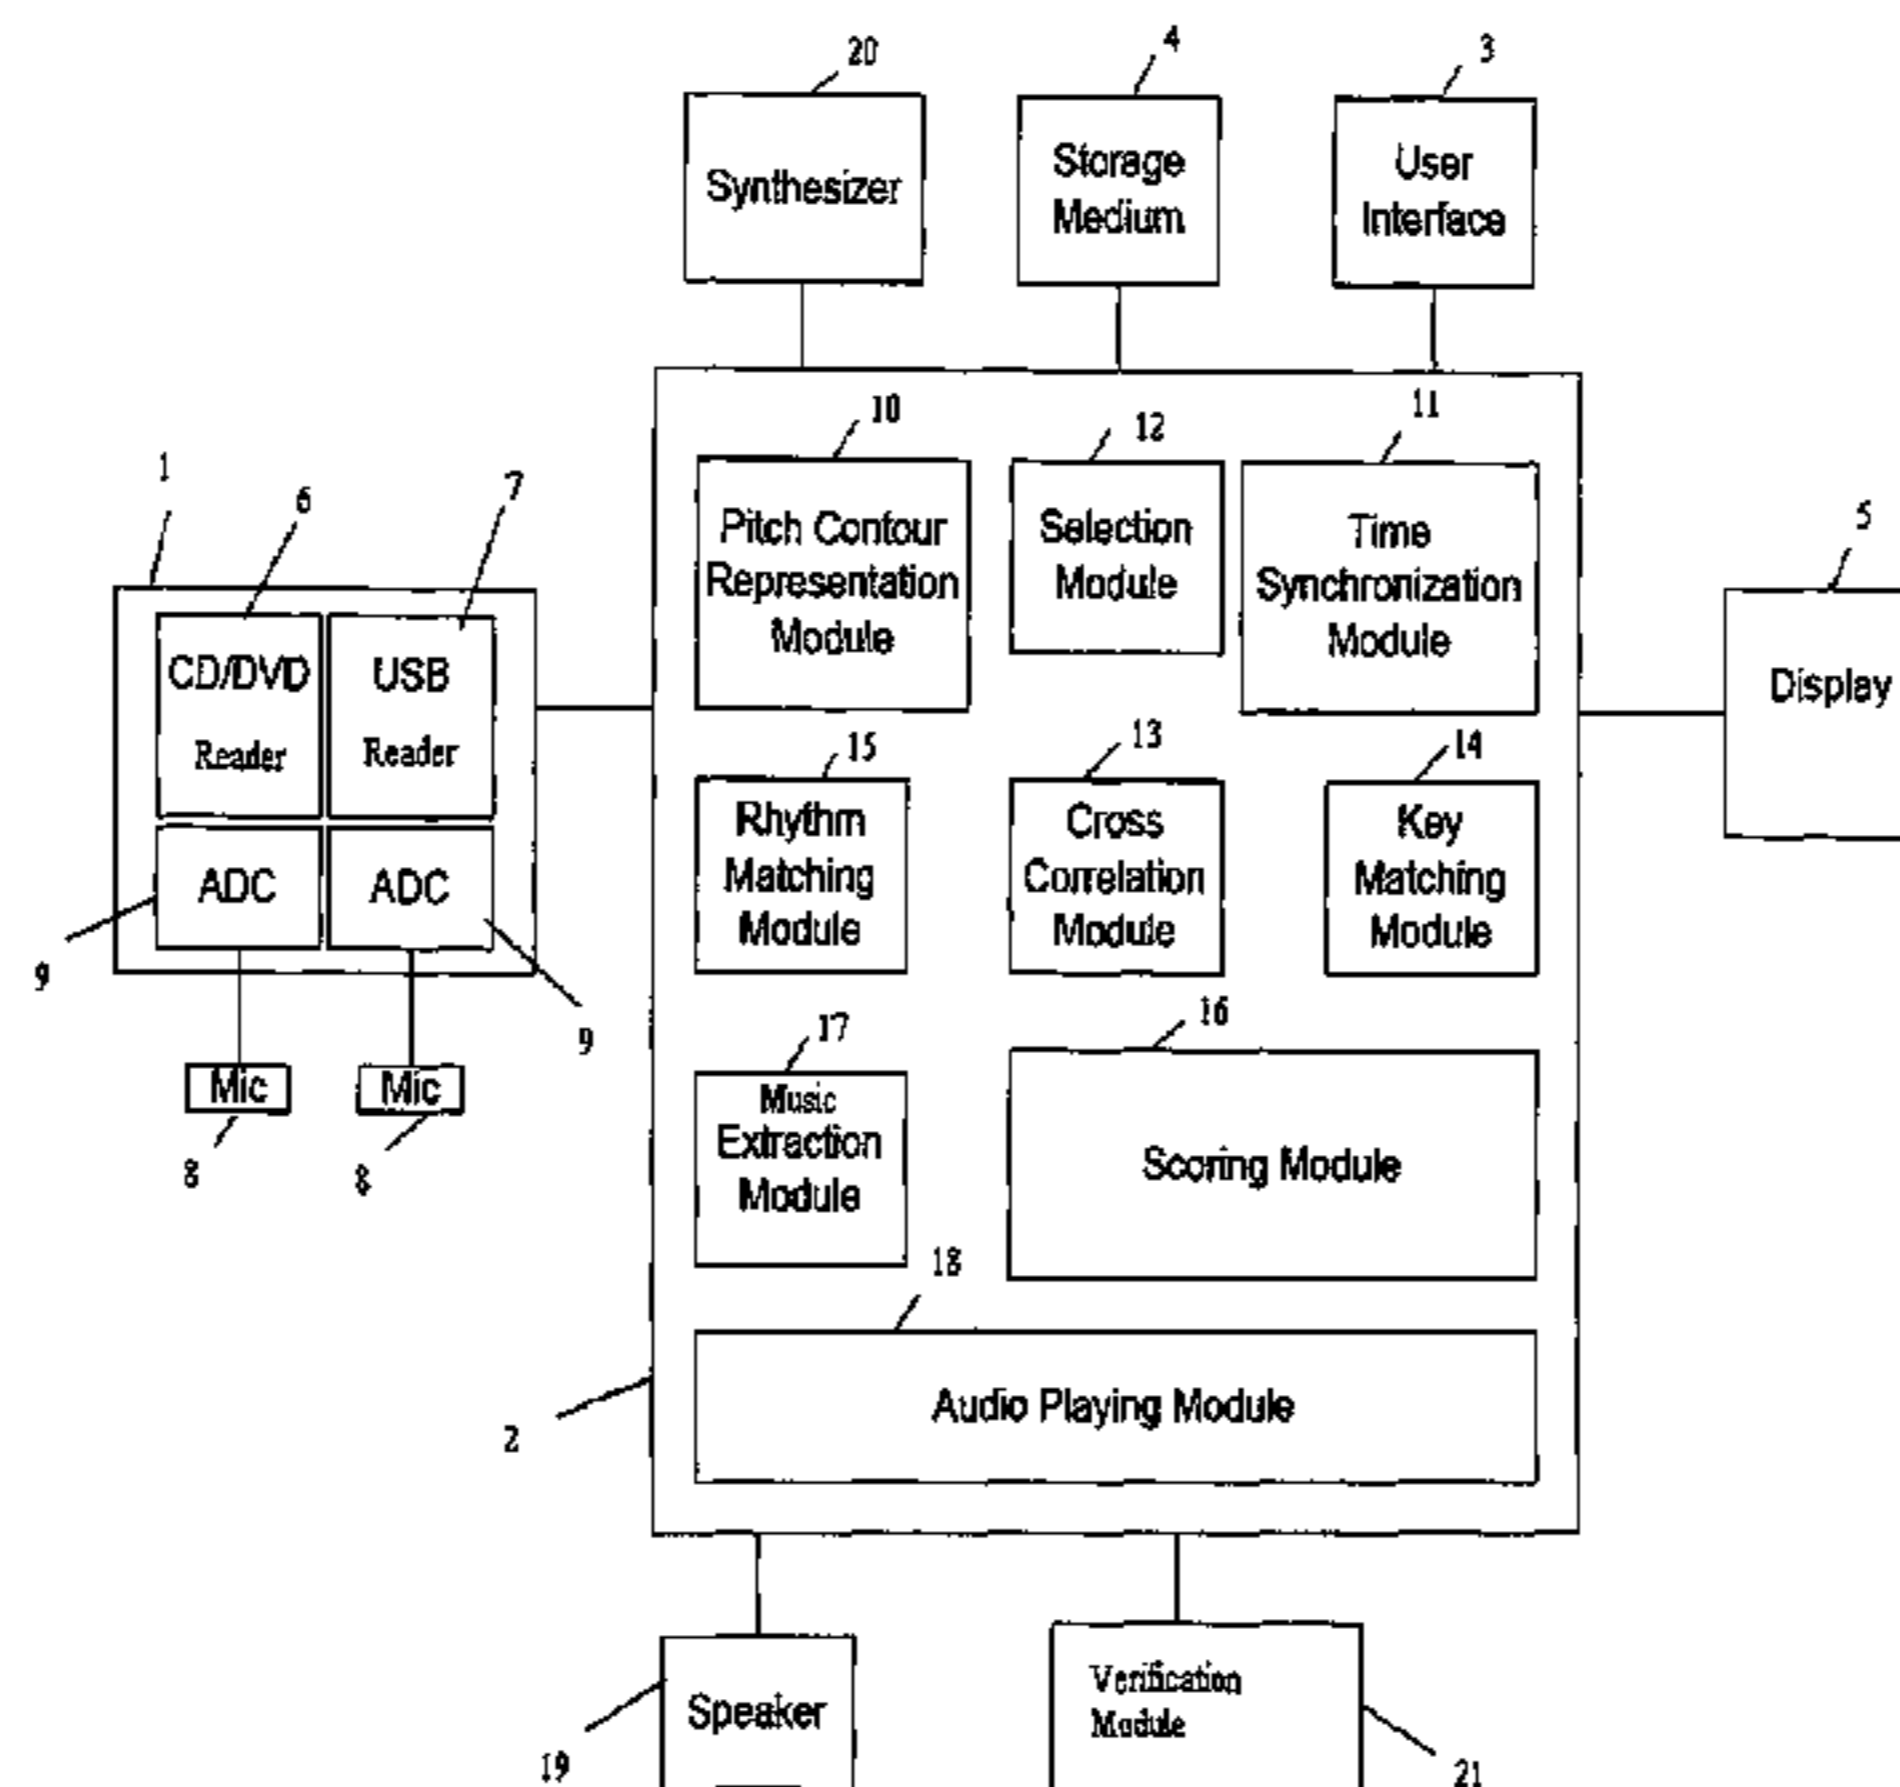 20
4
3
Synthesizer
Storage
Medium
User
Interface
10
12
11
1
6
7
5
Pitch Contour
Representation
Module
Selection
Module
Time
Synchronization
Module
CD/DVD
Reader
USB
Reader
Display
15
13
14
Rhythm
Matching
Module
Cross
Correlation
Module
Key
Matching
Module
ADC
ADC
9
9
Mic
Mic
8
8
17
16
Music
Extraction
Module
Scoring Module
18
Audio Playing Module
2
Speaker
Verification
Module
19
21